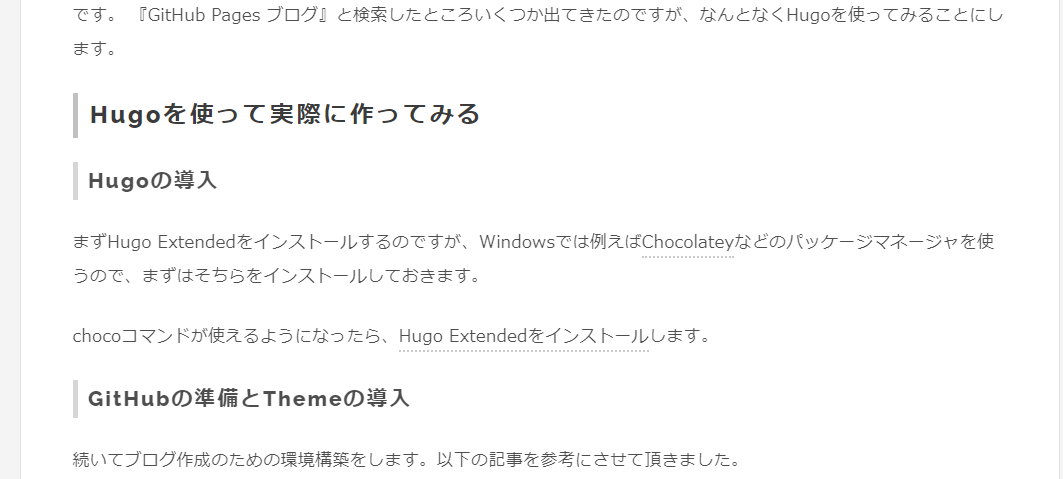 です。 『GitHub Pages ブログ』と検索したところいくつか出てきたのですが、なんとなくHugoを使ってみることにし
ます。
Hugoを使って実際に作ってみる
Hugoの導入
まずHugo Extendedをインストールするのですが、Windowsでは例えばChocolateyなどのパッケージマネージャを使
うので、まずはそちらをインストールしておきます。
chocoコマンドが使えるようになったら、Hugo Extendedをインストールします。
GitHubの準備とThemeの導入
続いてブログ作成のための環境構築をします。以下の記事を参考にさせて頂きました。